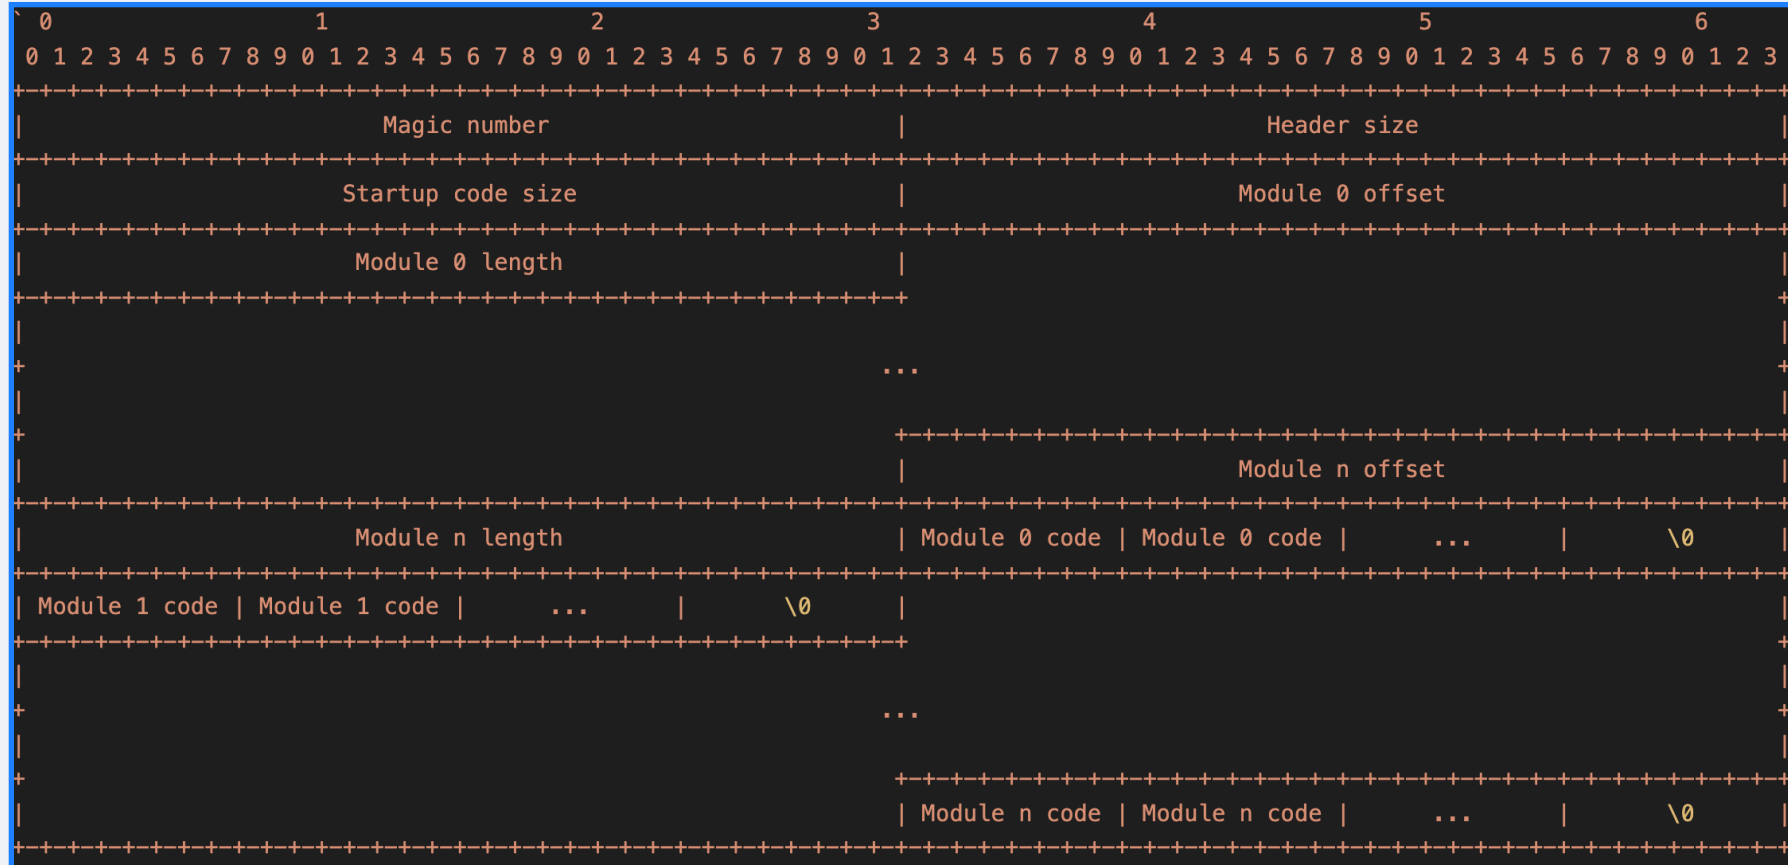 ` 0                   1                   2                   3                   4                   5                   6
 0 1 2 3 4 5 6 7 8 9 0 1 2 3 4 5 6 7 8 9 0 1 2 3 4 5 6 7 8 9 0 1 2 3 4 5 6 7 8 9 0 1 2 3 4 5 6 7 8 9 0 1 2 3 4 5 6 7 8 9 0 1 2 3
+-+-+-+-+-+-+-+-+-+-+-+-+-+-+-+-+-+-+-+-+-+-+-+-+-+-+-+-+-+-+-+-+-+-+-+-+-+-+-+-+-+-+-+-+-+-+-+-+-+-+-+-+-+-+-+-+-+-+-+-+-+-+-+-+
|                          Magic number                         |                          Header size                          |
+-+-+-+-+-+-+-+-+-+-+-+-+-+-+-+-+-+-+-+-+-+-+-+-+-+-+-+-+-+-+-+-+-+-+-+-+-+-+-+-+-+-+-+-+-+-+-+-+-+-+-+-+-+-+-+-+-+-+-+-+-+-+-+-+
|                       Startup code size                       |                        Module 0 offset                        |
+-+-+-+-+-+-+-+-+-+-+-+-+-+-+-+-+-+-+-+-+-+-+-+-+-+-+-+-+-+-+-+-+-+-+-+-+-+-+-+-+-+-+-+-+-+-+-+-+-+-+-+-+-+-+-+-+-+-+-+-+-+-+-+-+
|                        Module 0 length                        |                                                               |
+-+-+-+-+-+-+-+-+-+-+-+-+-+-+-+-+-+-+-+-+-+-+-+-+-+-+-+-+-+-+-+-+                                                               +
|                                                                                                                               |
+                                                              ...                                                              +
|                                                                                                                               |
+                                                               +-+-+-+-+-+-+-+-+-+-+-+-+-+-+-+-+-+-+-+-+-+-+-+-+-+-+-+-+-+-+-+-+
|                                                               |                        Module n offset                        |
+-+-+-+-+-+-+-+-+-+-+-+-+-+-+-+-+-+-+-+-+-+-+-+-+-+-+-+-+-+-+-+-+-+-+-+-+-+-+-+-+-+-+-+-+-+-+-+-+-+-+-+-+-+-+-+-+-+-+-+-+-+-+-+-+
|                        Module n length                        | Module 0 code | Module 0 code |      ...      |       \0      |
+-+-+-+-+-+-+-+-+-+-+-+-+-+-+-+-+-+-+-+-+-+-+-+-+-+-+-+-+-+-+-+-+-+-+-+-+-+-+-+-+-+-+-+-+-+-+-+-+-+-+-+-+-+-+-+-+-+-+-+-+-+-+-+-+
| Module 1 code | Module 1 code |      ...      |       \0      |                                                               |
+-+-+-+-+-+-+-+-+-+-+-+-+-+-+-+-+-+-+-+-+-+-+-+-+-+-+-+-+-+-+-+-+                                                               +
|                                                                                                                               |
+                                                              ...                                                              +
|                                                                                                                               |
+                                                               +-+-+-+-+-+-+-+-+-+-+-+-+-+-+-+-+-+-+-+-+-+-+-+-+-+-+-+-+-+-+-+-+
|                                                               | Module n code | Module n code |      ...      |       \0      |
+-+-+-+-+-+-+-+-+-+-+-+-+-+-+-+-+-+-+-+-+-+-+-+-+-+-+-+-+-+-+-+-+-+-+-+-+-+-+-+-+-+-+-+-+-+-+-+-+-+-+-+-+-+-+-+-+-+-+-+-+-+-+-+-+